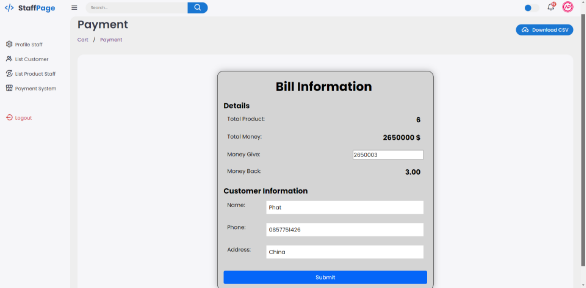 StaffPage
Search...
Payment
Cart / Payment
Download CSV
Profile Staff
List Customer
List Product Staff
Payment System
Logout
Bill Information
Details
Total Product: 6
Total Money: 2650000 $
Money Give: 2650003
Money Back: 3.00
Customer Information
Name: Phat
Phone: 0857751426
Address: China
Submit